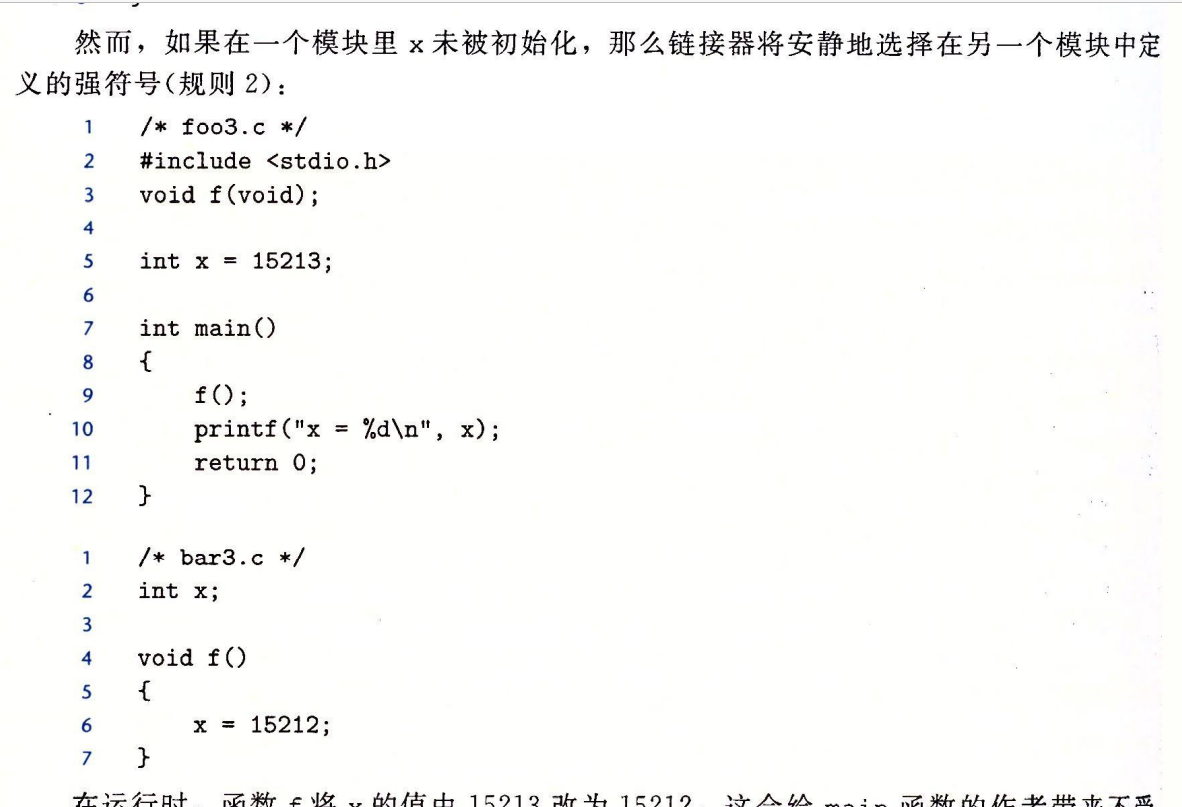 然而，如果在一个模块里 x 未被初始化，那么链接器将安静地选择在另一个模块中定
义的强符号(规则 2)：
1 /* foo3.c */
2 #include <stdio.h>
3 void f(void);
4
5 int x = 15213;
6
7 int main()
8 {
9 f();
10 printf("x = %d\n", x);
11 return 0;
12 }
1 /* bar3.c */
2 int x;
3
4 void f()
5 {
6 x = 15212;
7 }
在运行时，函数 f 将 x 的值由 15213 改为 15212，这会给 main 函数的作者带来不受